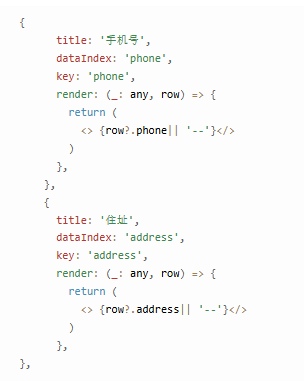 {
title: '手机号',
dataIndex: 'phone',
key: 'phone',
render: (_: any, row) => {
return (
<> {row?.phone|| '--'}</>
)
},
},
{
title: '住址',
dataIndex: 'address',
key: 'address',
render: (_: any, row) => {
return (
<> {row?.address|| '--'}</>
)
},
},